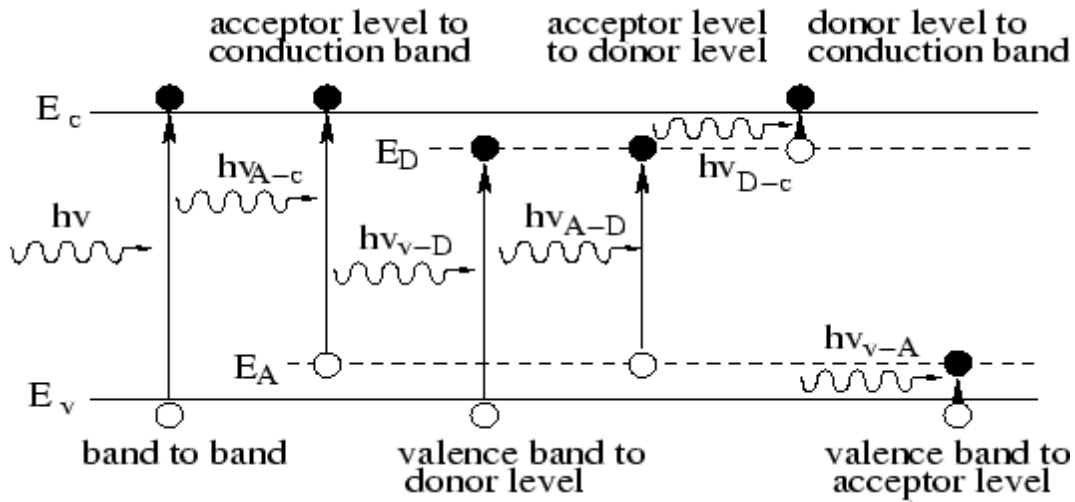 acceptor level to
conduction band
acceptor level
to donor level
donor level to
conduction band
E c
E D
hν A−c
hν D−c
hν
hν v−D
hν A−D
hν v−A
E A
E v
band to band
valence band to
donor level
valence band to
acceptor level